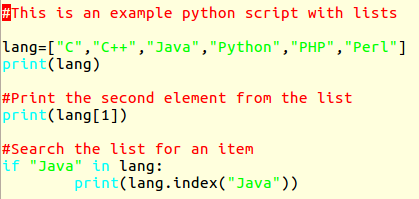 #This is an example python script with lists
lang=["C","C++","Java","Python","PHP","Perl"]
print(lang)
#Print the second element from the list
print(lang[1])
#Search the list for an item
if "Java" in lang:
        print(lang.index("Java"))